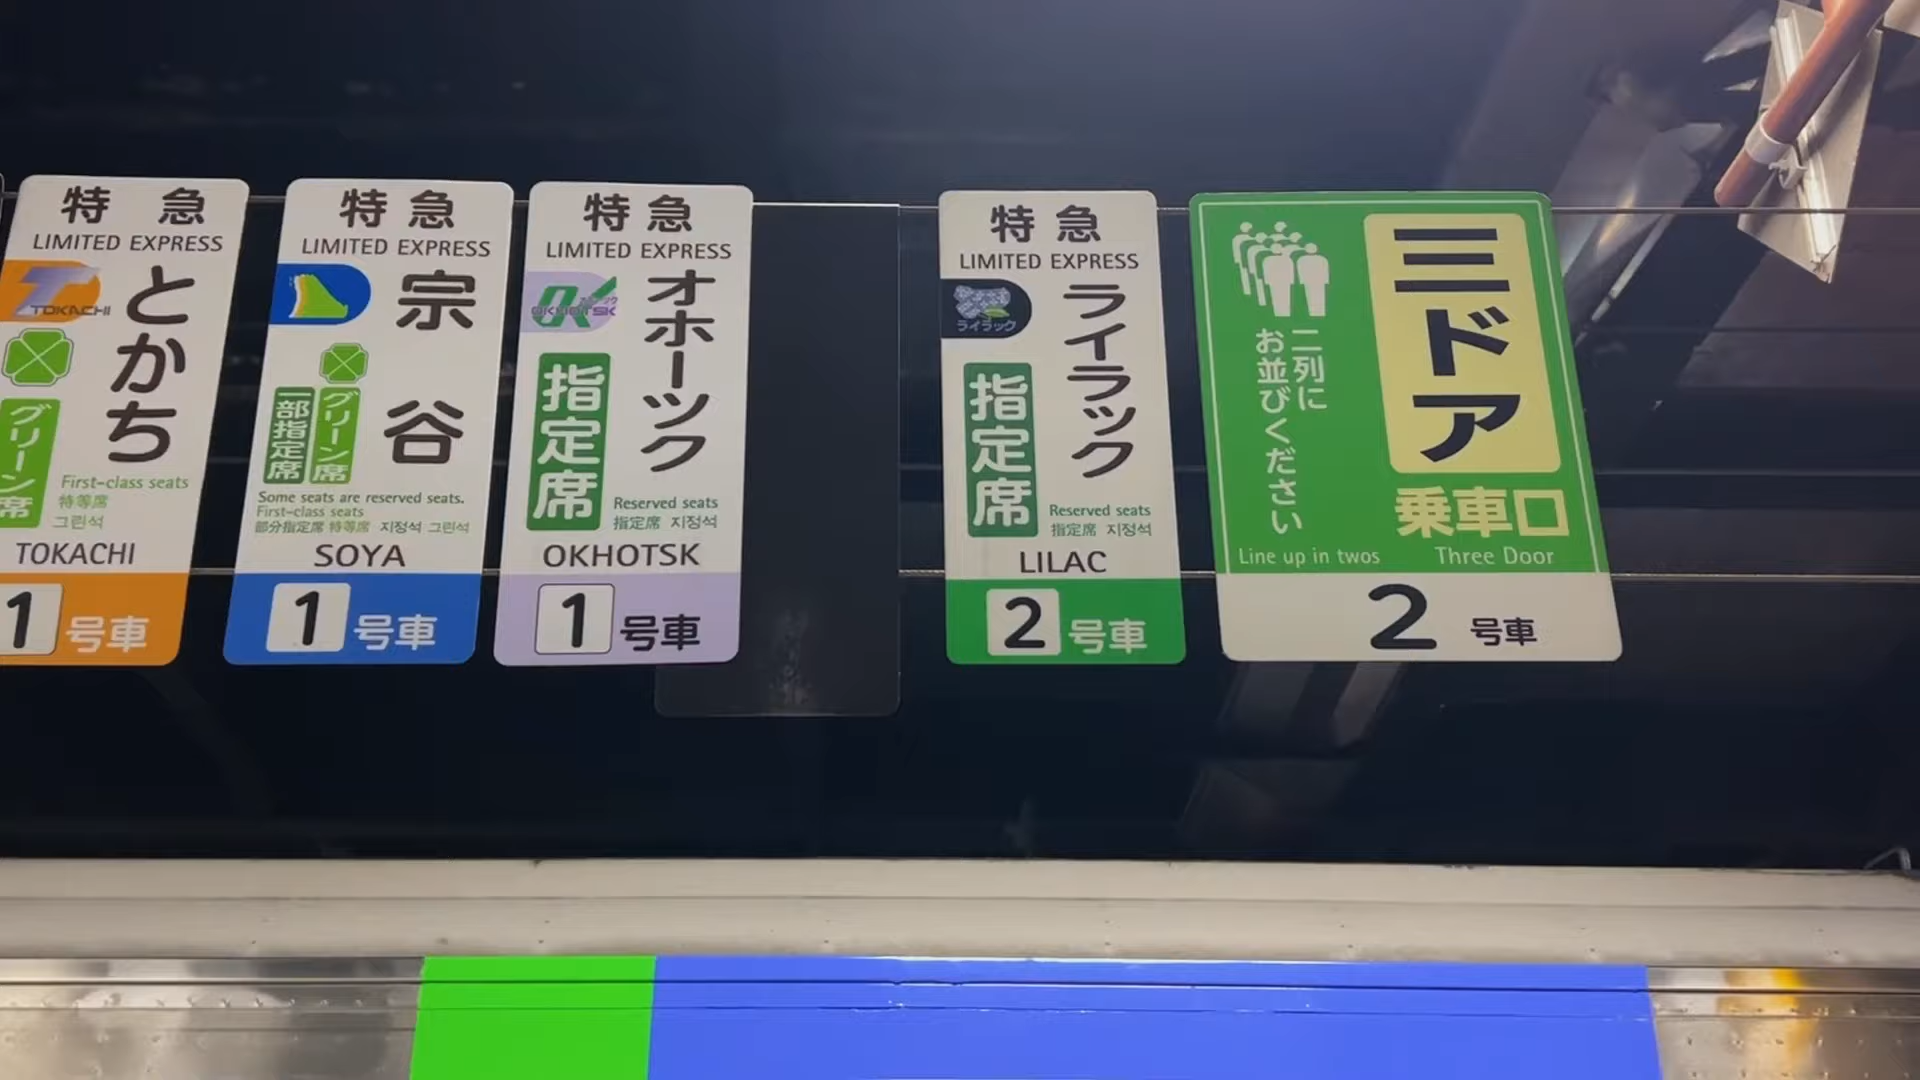 特急
LIMITED EXPRESS
TOKACHI
とかち
グリーン席
First-class seats
特等席
그린석
TOKACHI
1号車
特急
LIMITED EXPRESS
宗谷
一部指定席
グリーン席
Some seats are reserved seats.
First-class seats
部分指定席 特等席 지정석 그린석
SOYA
1号車
特急
LIMITED EXPRESS
OKHOTSK
オホーツク
指定席
Reserved seats
指定席 지정석
OKHOTSK
1号車
特急
LIMITED EXPRESS
ライラック
ライラック
指定席
Reserved seats
指定席 지정석
LILAC
2号車
三ドア
乗車口
二列に
お並びください
Line up in twos
Three Door
2号車